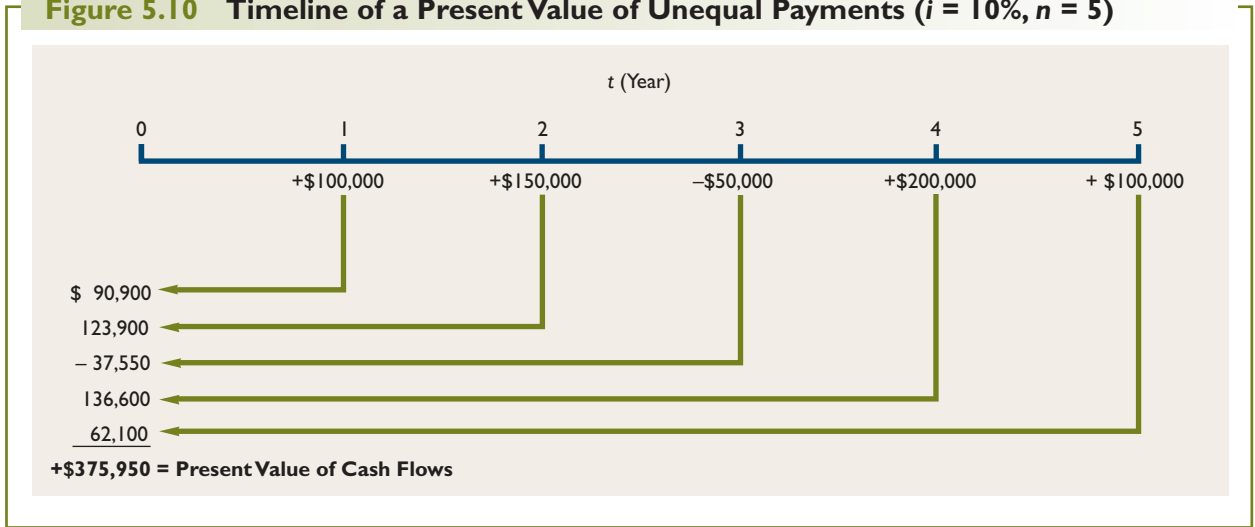 Figure 5.10 Timeline of a Present Value of Unequal Payments (i = 10%, n = 5)
t (Year)
0 1 2 3 4 5
+$100,000 +$150,000 –$50,000 +$200,000 + $100,000
$ 90,900
123,900
– 37,550
136,600
62,100
+$375,950 = Present Value of Cash Flows